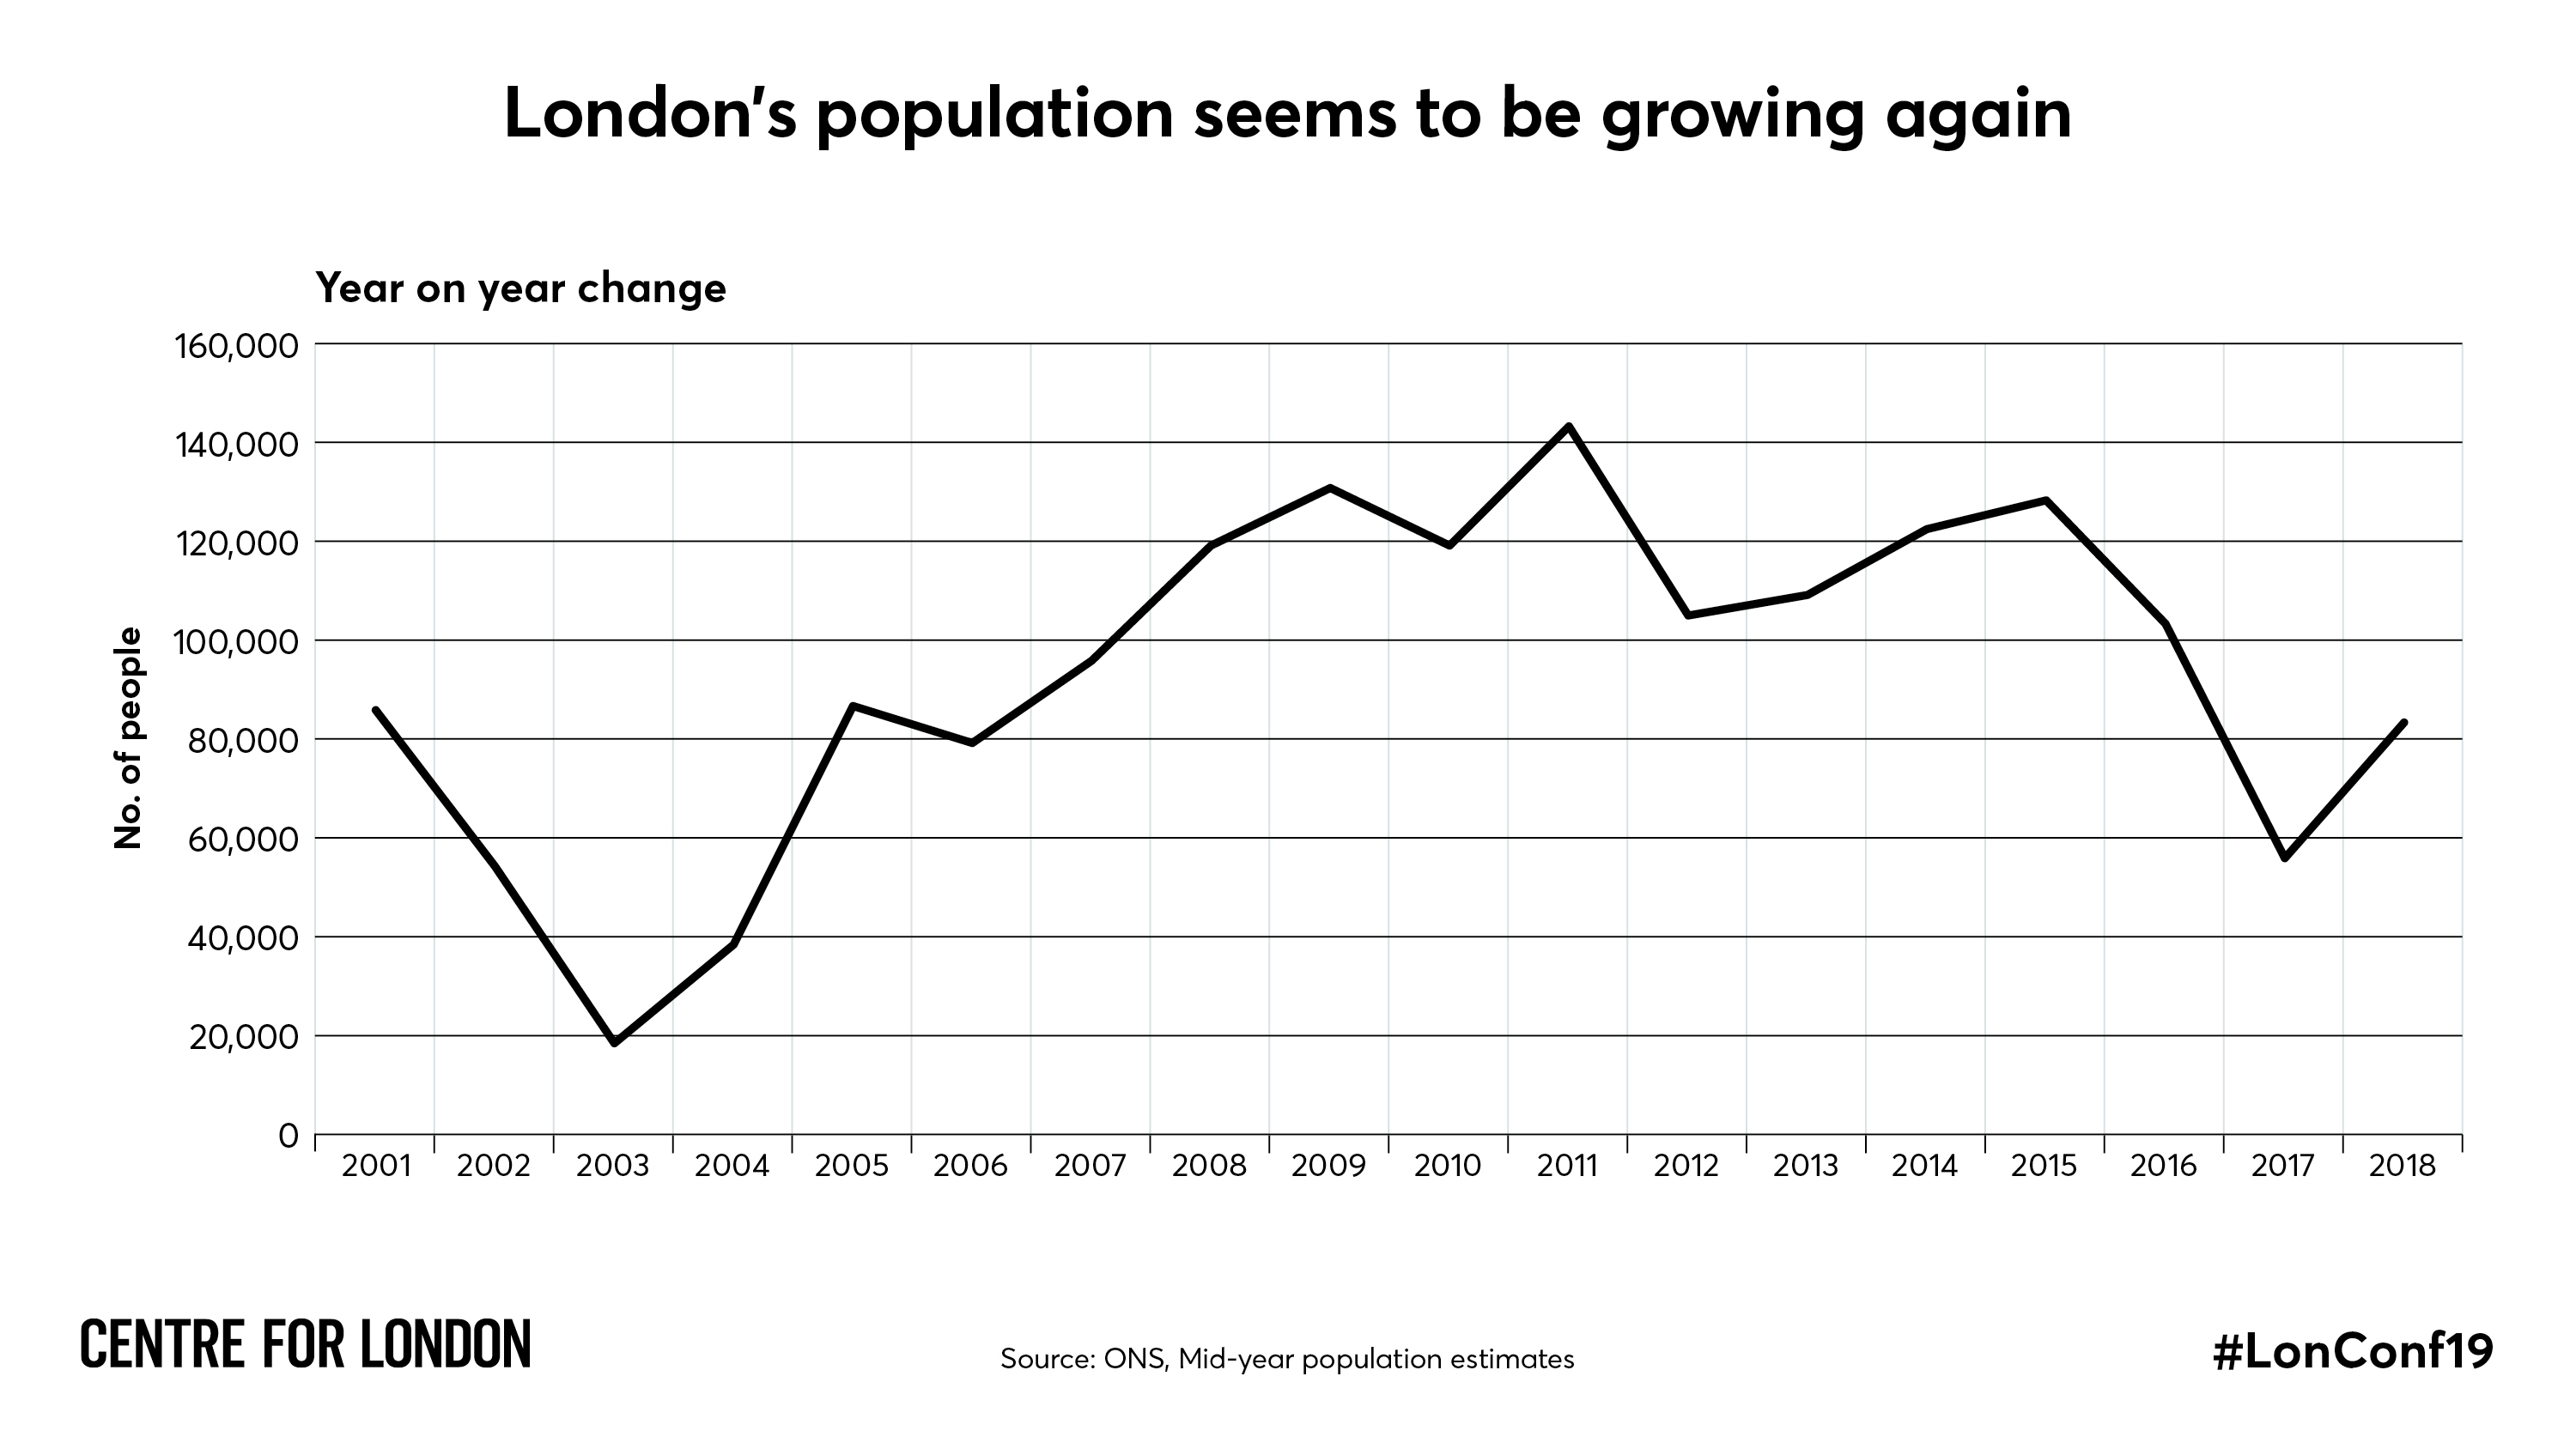 London's population seems to be growing again
Year on year change
160,000
140,000
120,000
100,000
80,000
60,000
40,000
20,000
0
No. of people
2001 2002 2003 2004 2005 2006 2007 2008 2009 2010 2011 2012 2013 2014 2015 2016 2017 2018
CENTRE FOR LONDON
Source: ONS, Mid-year population estimates
#LonConf19